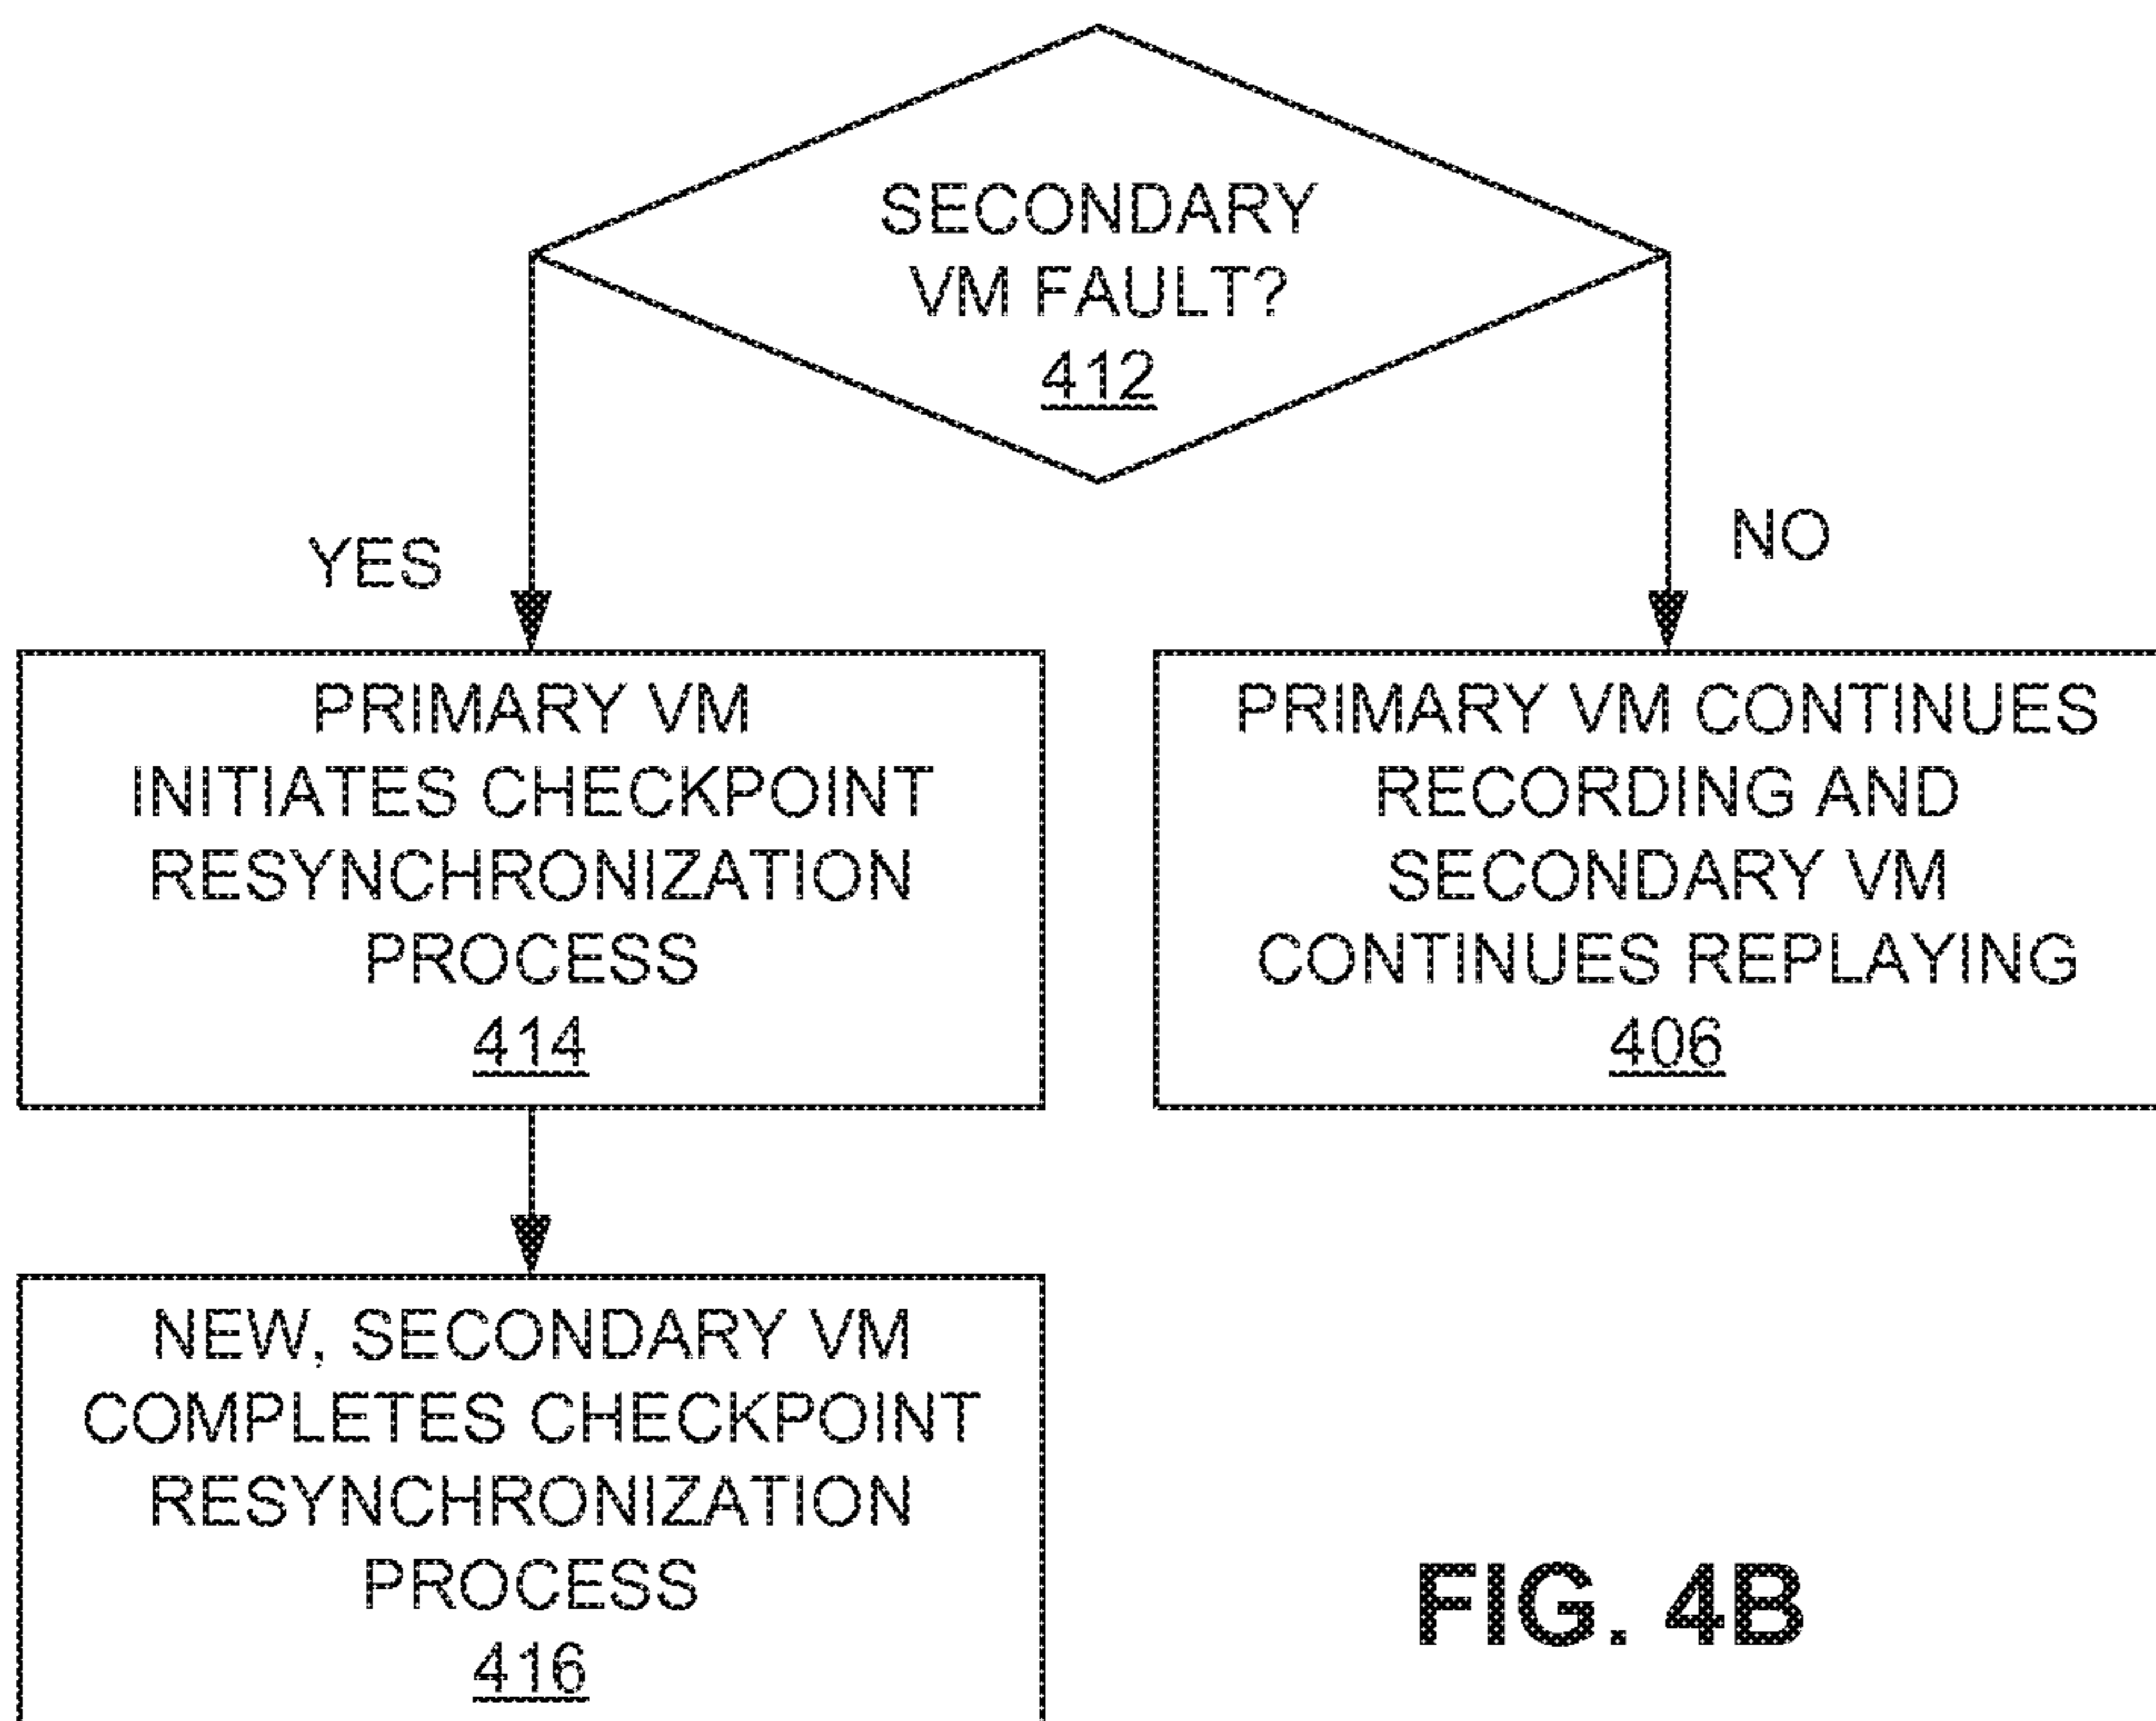 SECONDARY
VM FAULT?
412
YES
NO
PRIMARY VM
INITIATES CHECKPOINT
RESYNCHRONIZATION
PROCESS
414
PRIMARY VM CONTINUES
RECORDING AND
SECONDARY VM
CONTINUES REPLAYING
406
NEW, SECONDARY VM
COMPLETES CHECKPOINT
RESYNCHRONIZATION
PROCESS
416
FIG. 4B